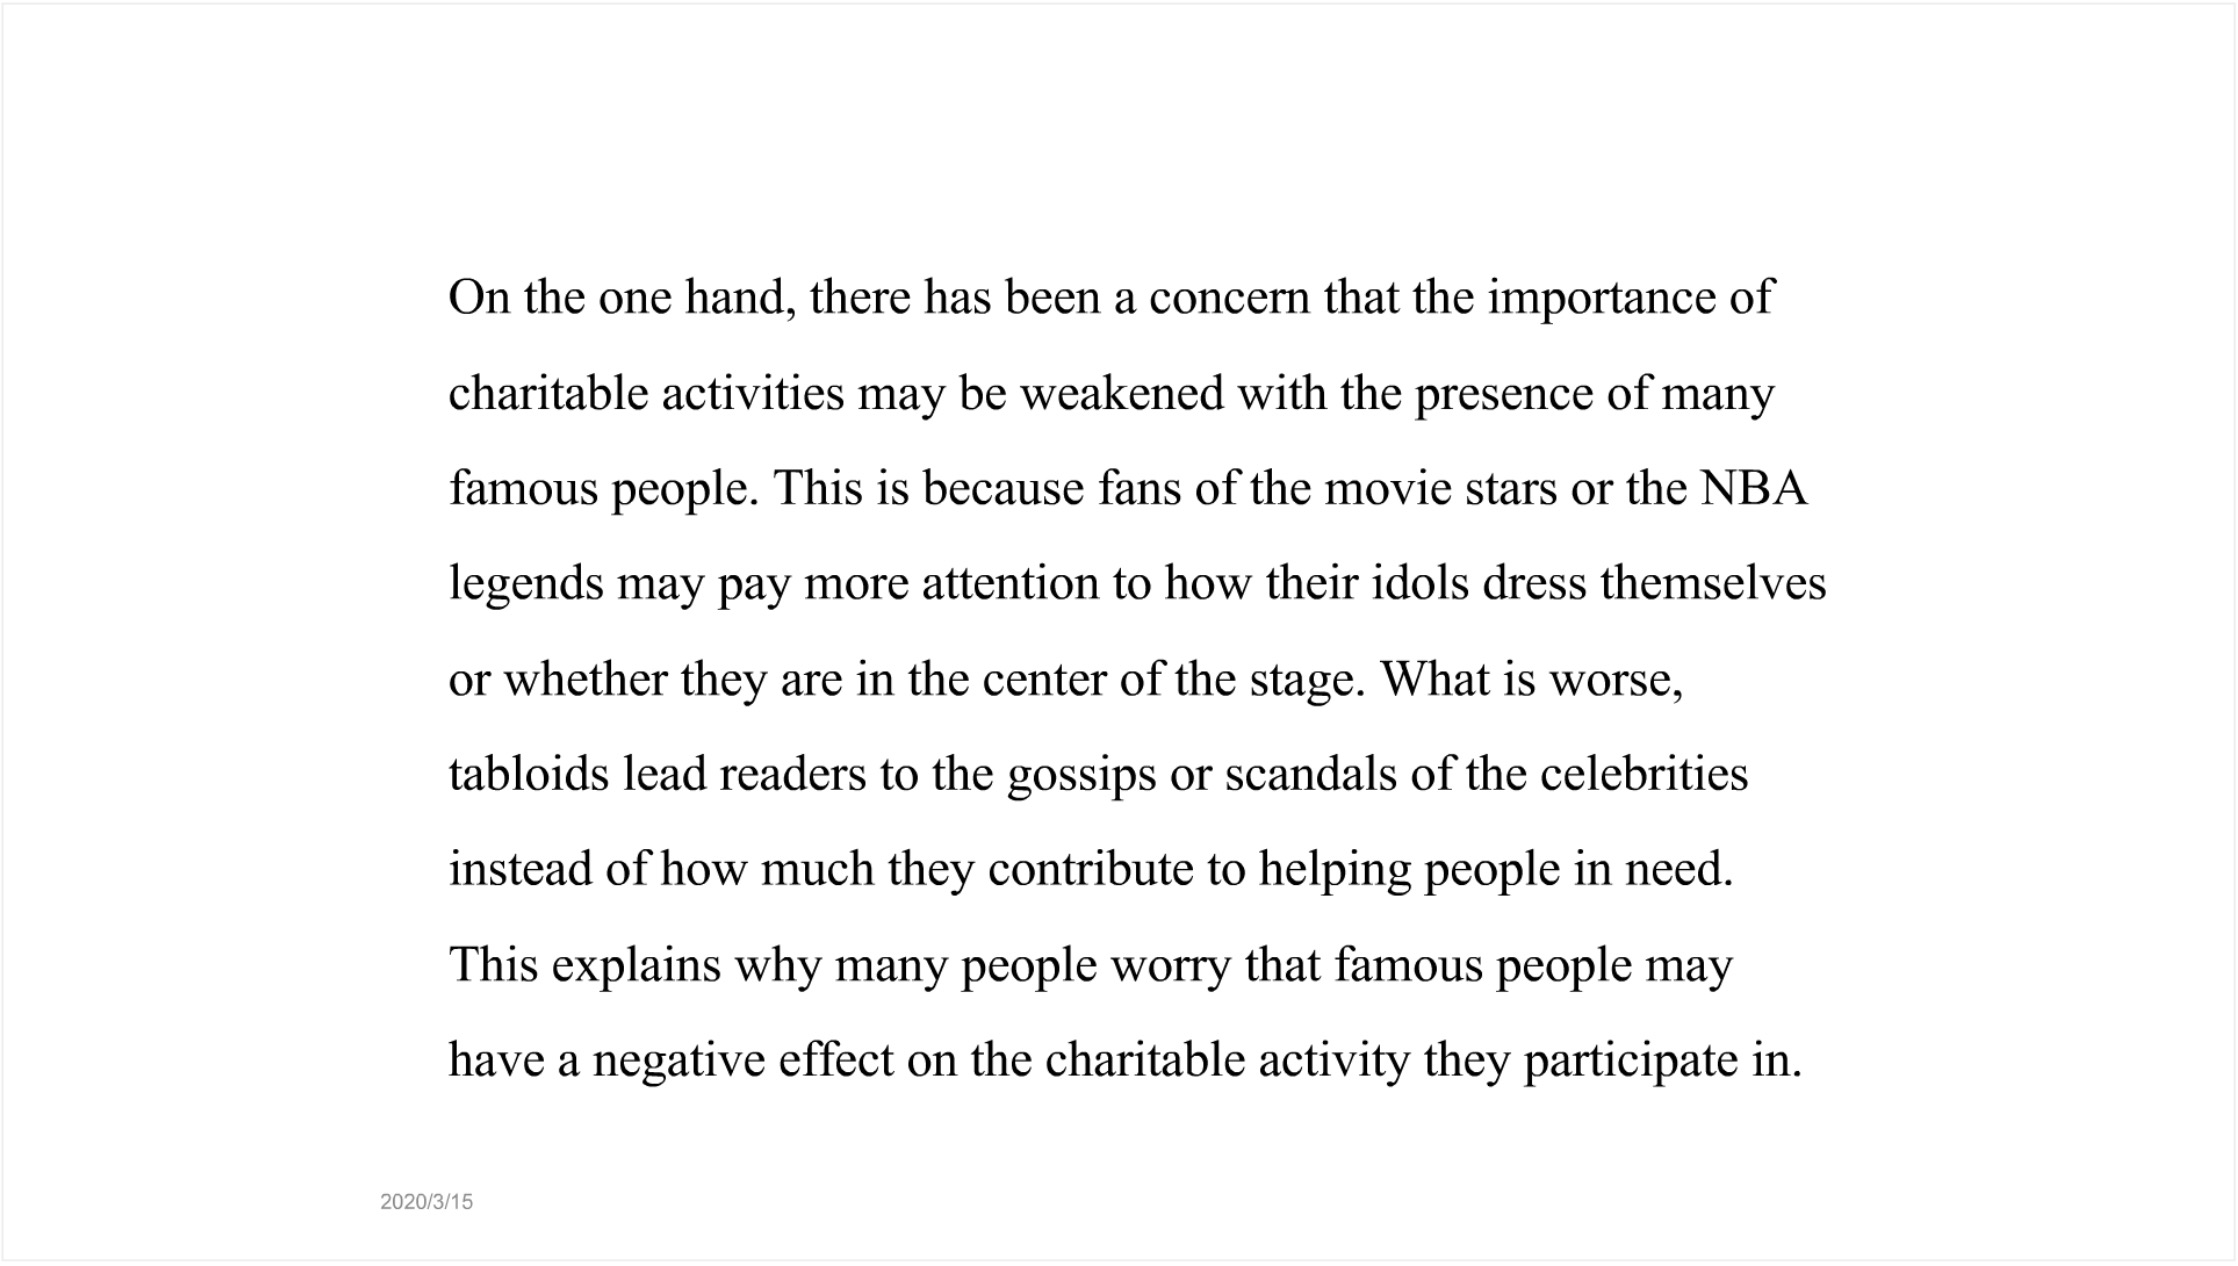 On the one hand, there has been a concern that the importance of
charitable activities may be weakened with the presence of many
famous people. This is because fans of the movie stars or the NBA
legends may pay more attention to how their idols dress themselves
or whether they are in the center of the stage. What is worse,
tabloids lead readers to the gossips or scandals of the celebrities
instead of how much they contribute to helping people in need.
This explains why many people worry that famous people may
have a negative effect on the charitable activity they participate in.
2020/3/15